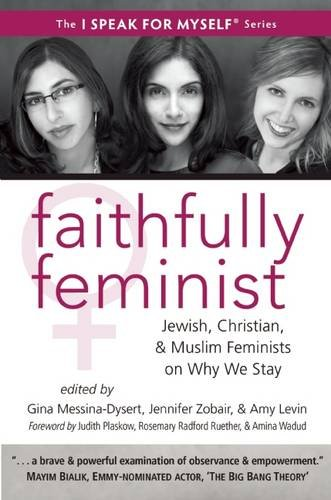 The I SPEAK FOR MYSELF® Series
faithfully
feminist
Jewish, Christian,
& Muslim Feminists
on Why We Stay
edited by
Gina Messina-Dysert, Jennifer Zobair, & Amy Levin
Foreword by Judith Plaskow, Rosemary Radford Ruether, & Amina Wadud
"... a brave & powerful examination of observance & empowerment."
MAYIM BIALIK, EMMY-NOMINATED ACTOR, 'THE BIG BANG THEORY'